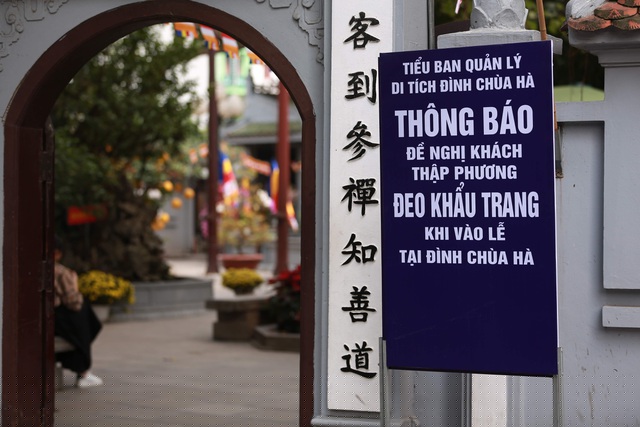 客到參禪知善道
TIỂU BAN QUẢN LÝ
DI TÍCH ĐÌNH CHÙA HÀ
THÔNG BÁO
ĐỀ NGHỊ KHÁCH
THẬP PHƯƠNG
ĐEO KHẨU TRANG
KHI VÀO LỄ
TẠI ĐÌNH CHÙA HÀ